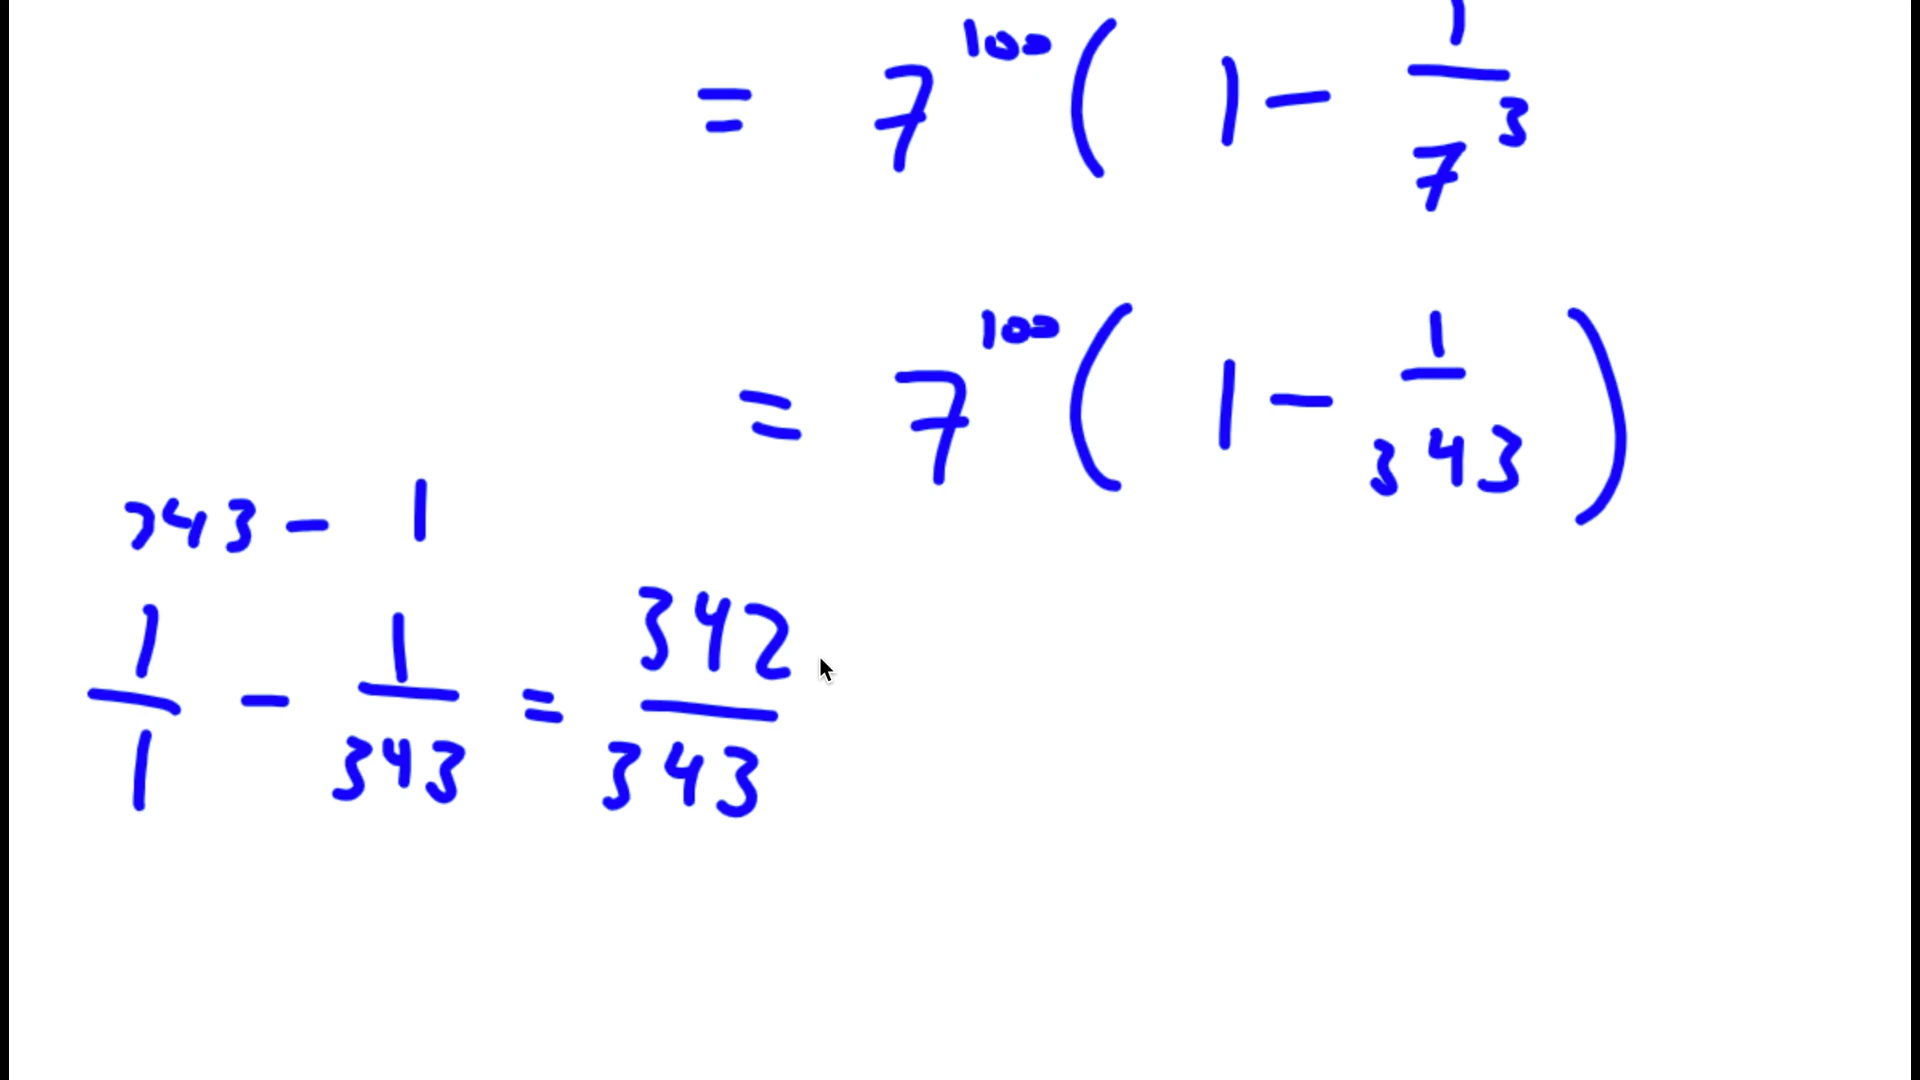 = 7^100 ( 1 - 1/7^3
= 7^100 ( 1 - 1/343 )
343 - 1
1/1 - 1/343 = 342/343